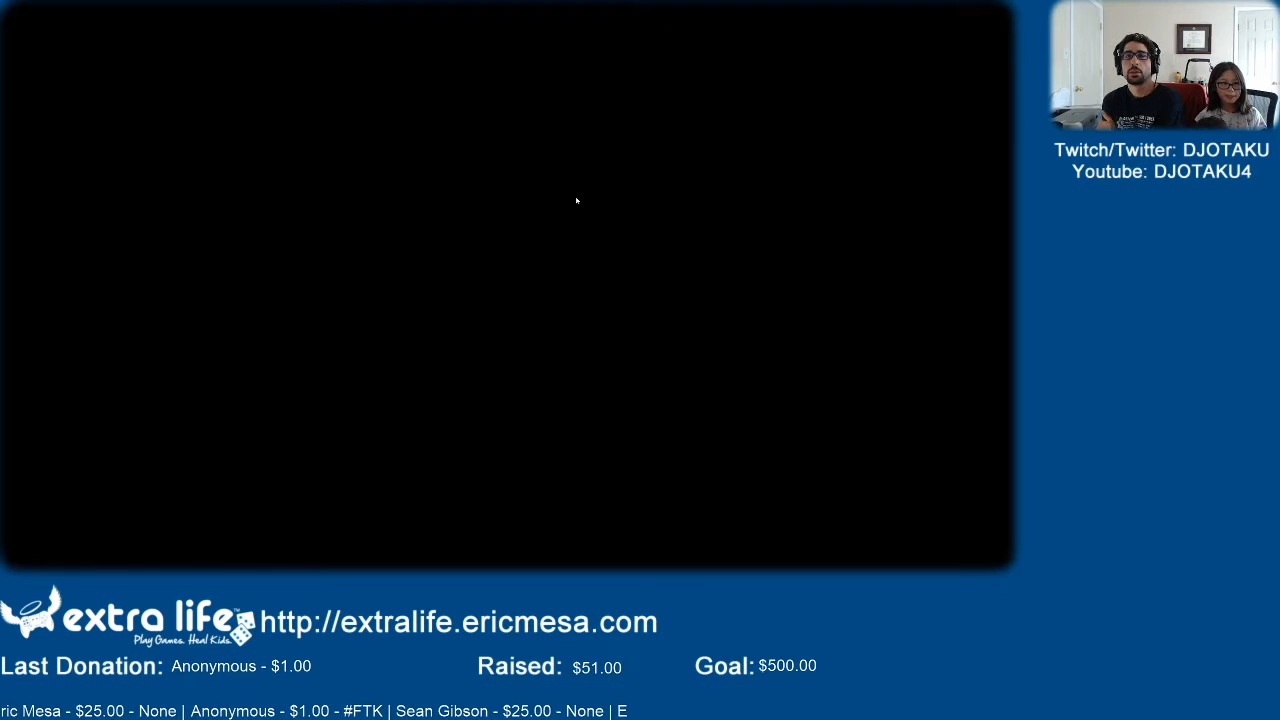 Twitch/Twitter: DJOTAKU
Youtube: DJOTAKU4
extra life
Play Games. Heal Kids.
http://extralife.ericmesa.com
Last Donation: Anonymous - $1.00
Raised: $51.00
Goal: $500.00
ric Mesa - $25.00 - None | Anonymous - $1.00 - #FTK | Sean Gibson - $25.00 - None | E